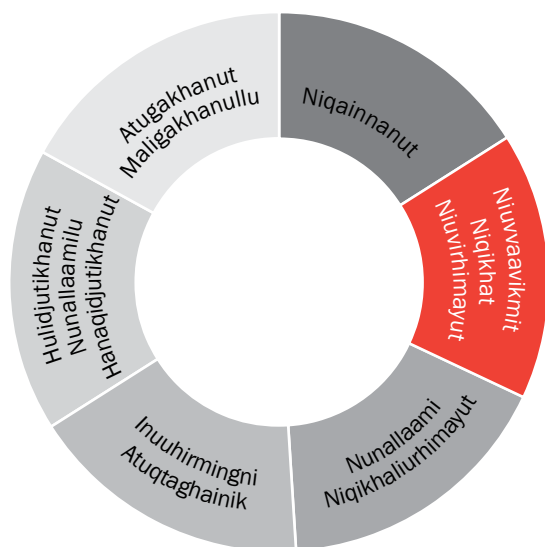 Niqainnanut
Niuvvaavikmit
Niqikhat
Niuvirhimayut
Nunallaami
Niqikhaliurhimayut
Inuuhirmingni
Atuqtaghainik
Hulidjutikhanut
Nunallaamilu
Hanaqidjutikhanut
Atugakhanut
Maligakhanullu